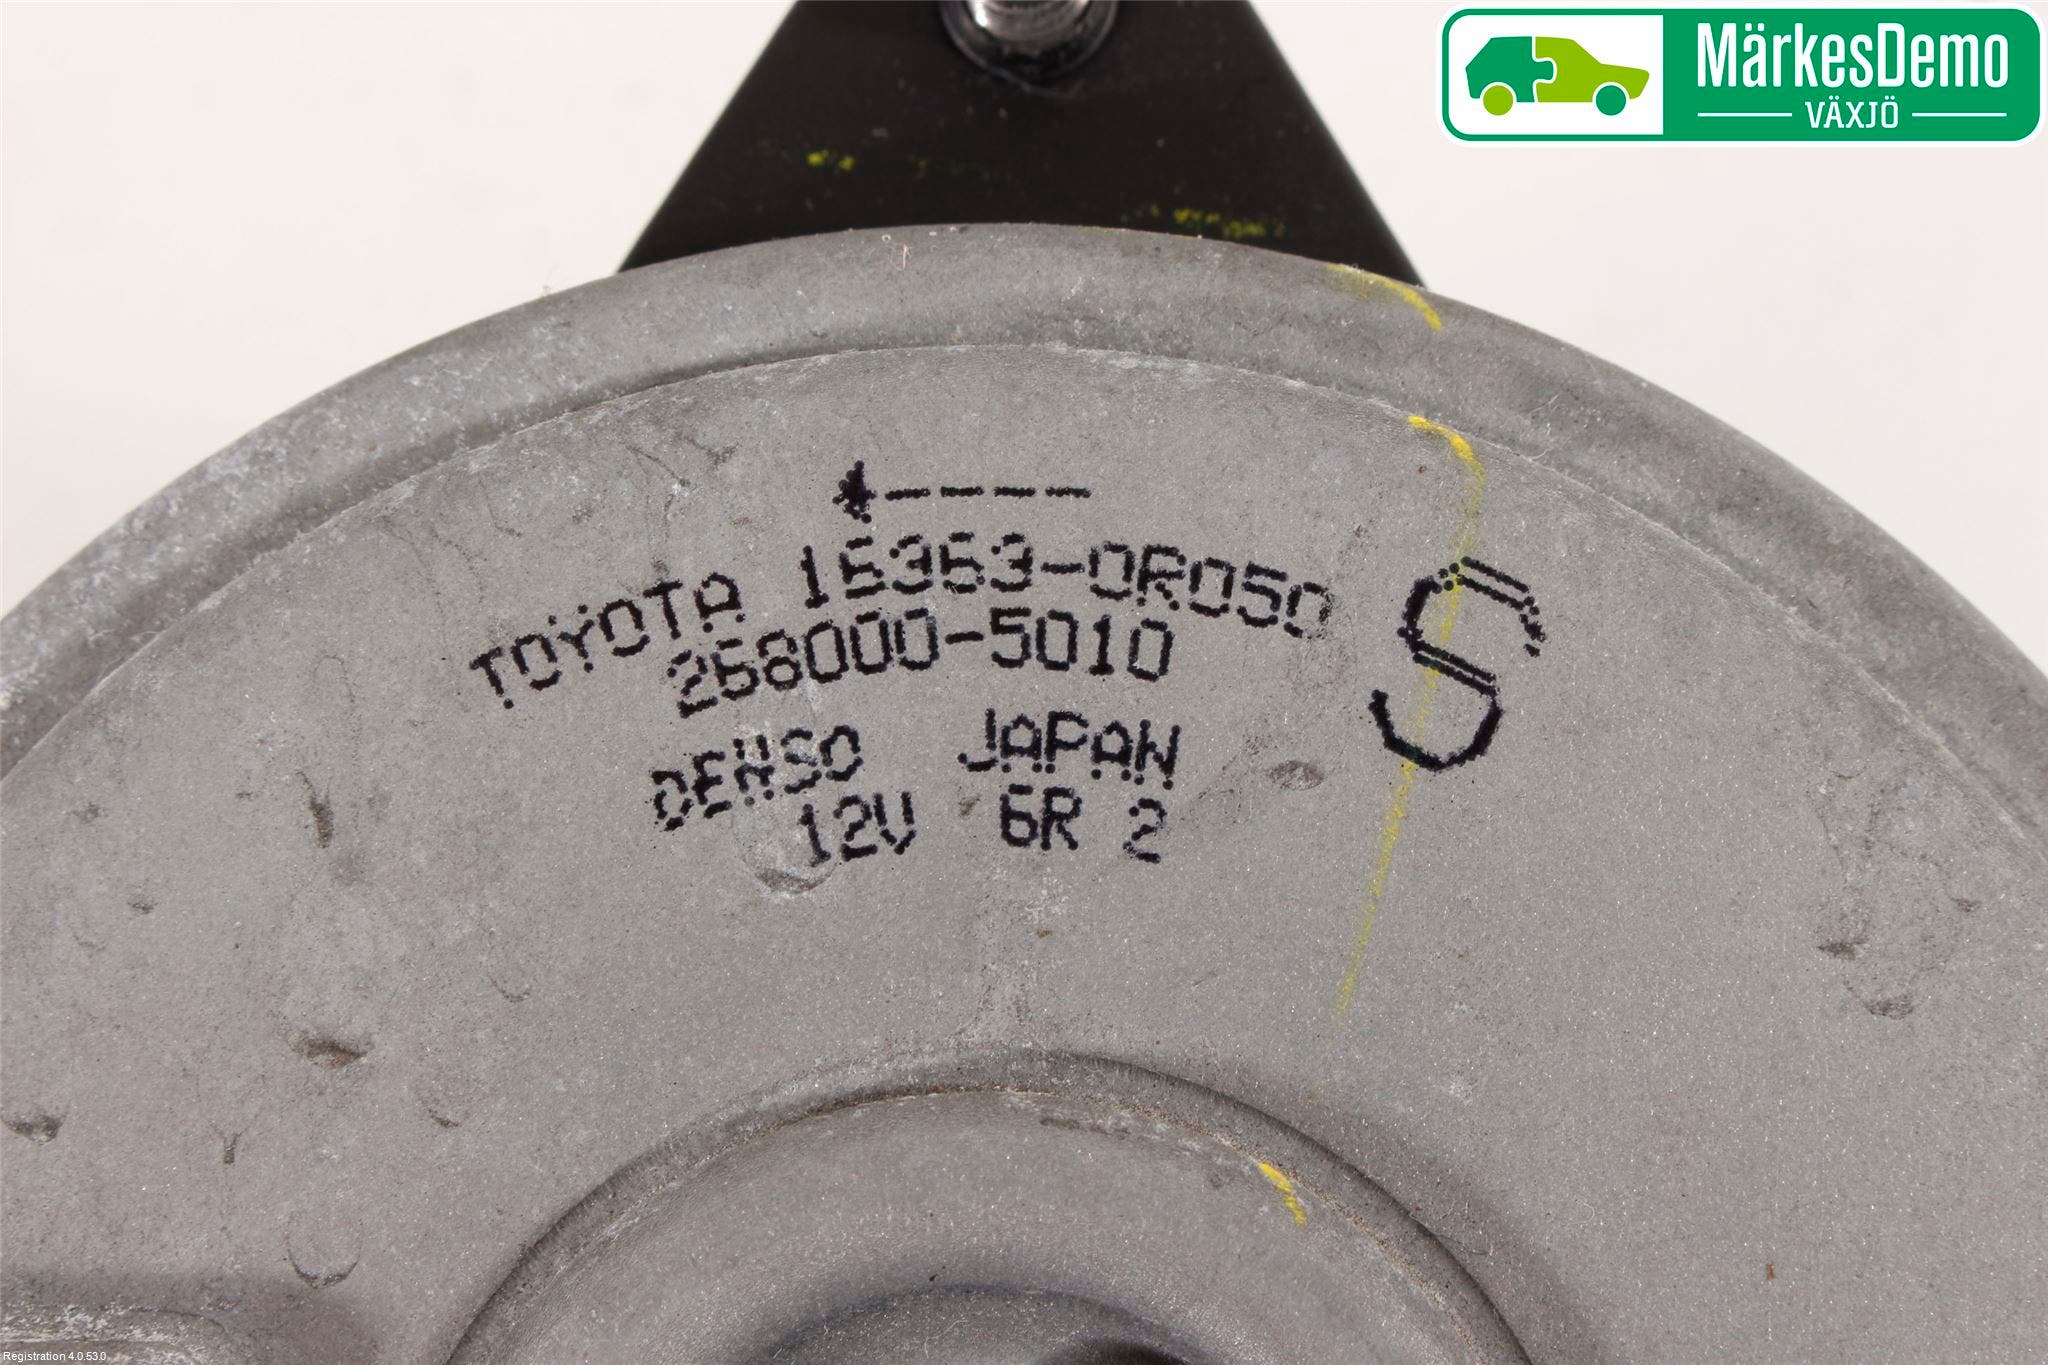 MärkesDemo
VÄXJÖ
TOYOTA 16363-0R050
268000-5010
S
DENSO JAPAN
12V 6R 2
Registration 4.0.53.0